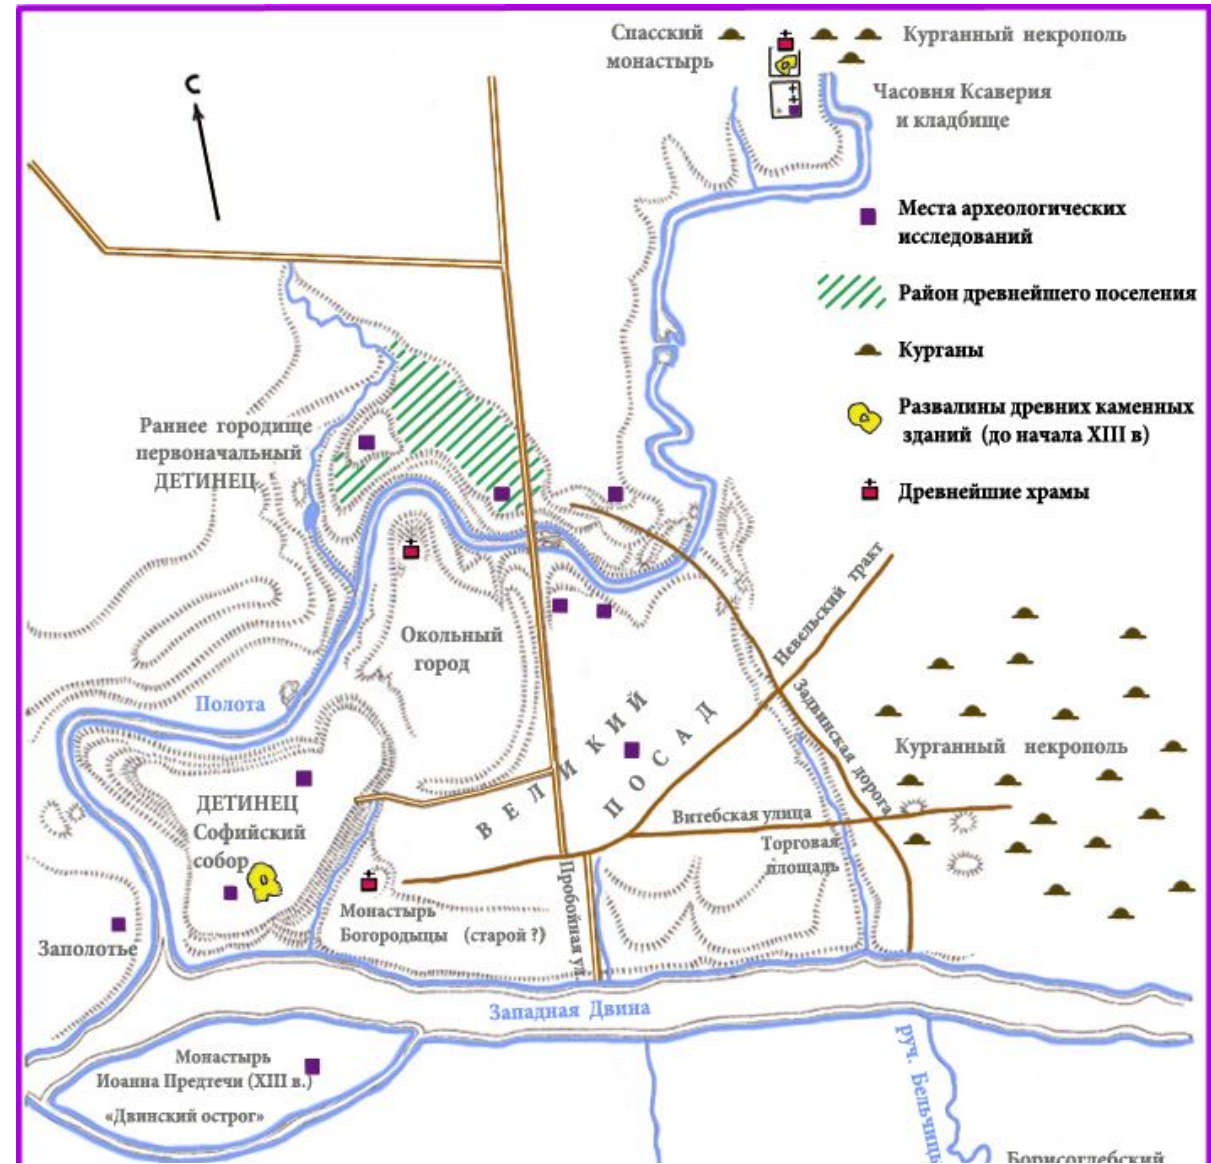 Спасский
монастырь
Курганный некрополь
Часовня Ксаверия
и кладбище
С
Места археологических
исследований
Район древнейшего поселения
Курганы
Развалины древних каменных
зданий (до начала XIII в)
Древнейшие храмы
Раннее городище
первоначальный
ДЕТИНЕЦ
Невельский тракт
Окольный
город
Полота
Задвинская дорога
ВЕЛИКИЙ
ПОСАД
Курганный некрополь
ДЕТИНЕЦ
Софийский
собор
Витебская улица
Торговая
площадь
Пробойная ул.
Монастырь
Богородыцы (старой ?)
Заполотье
Западная Двина
Монастырь
Иоанна Предтечи (XIII в.)
«Двинский острог»
руч. Бельчицы
Борисоглебский